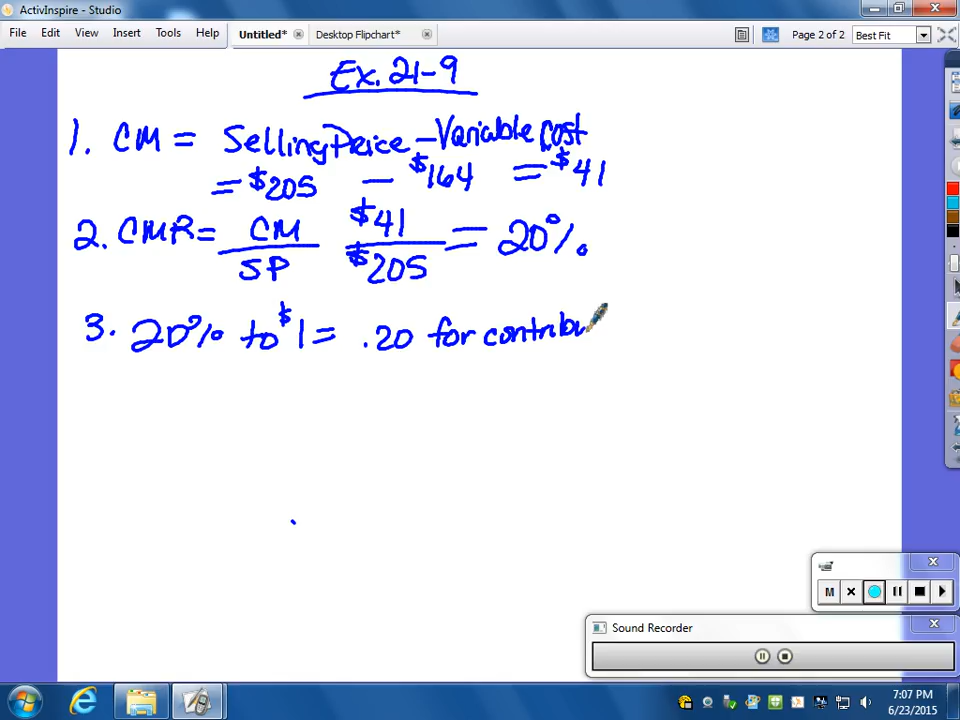 ActivInspire - Studio
File Edit View Insert Tools Help Untitled* Desktop Flipchart* Page 2 of 2 Best Fit
Ex. 21-9
1. CM = Selling Price - Variable Cost
= $205 - $164 = $41
2. CMR = CM $41 = 20%
SP $205
3. 20% to $1 = .20 for contribu
M
Sound Recorder
7:07 PM
6/23/2015